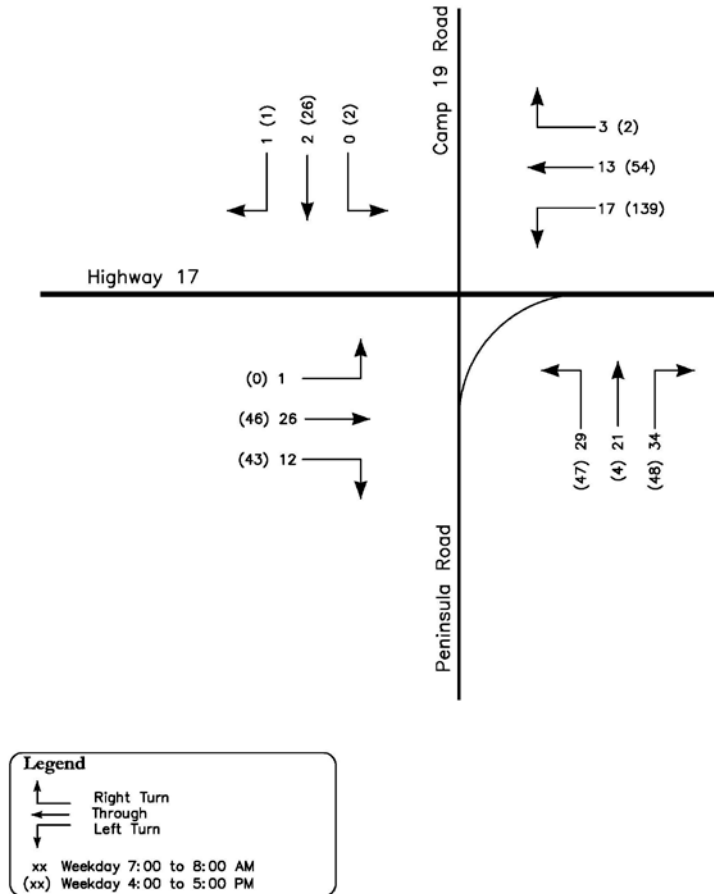 Camp 19 Road
1 (1)
2 (26)
0 (2)
3 (2)
13 (54)
17 (139)
Highway 17
(0) 1
(46) 26
(43) 12
(47) 29
(4) 21
(48) 34
Peninsula Road
Legend
Right Turn
Through
Left Turn
xx Weekday 7:00 to 8:00 AM
(xx) Weekday 4:00 to 5:00 PM